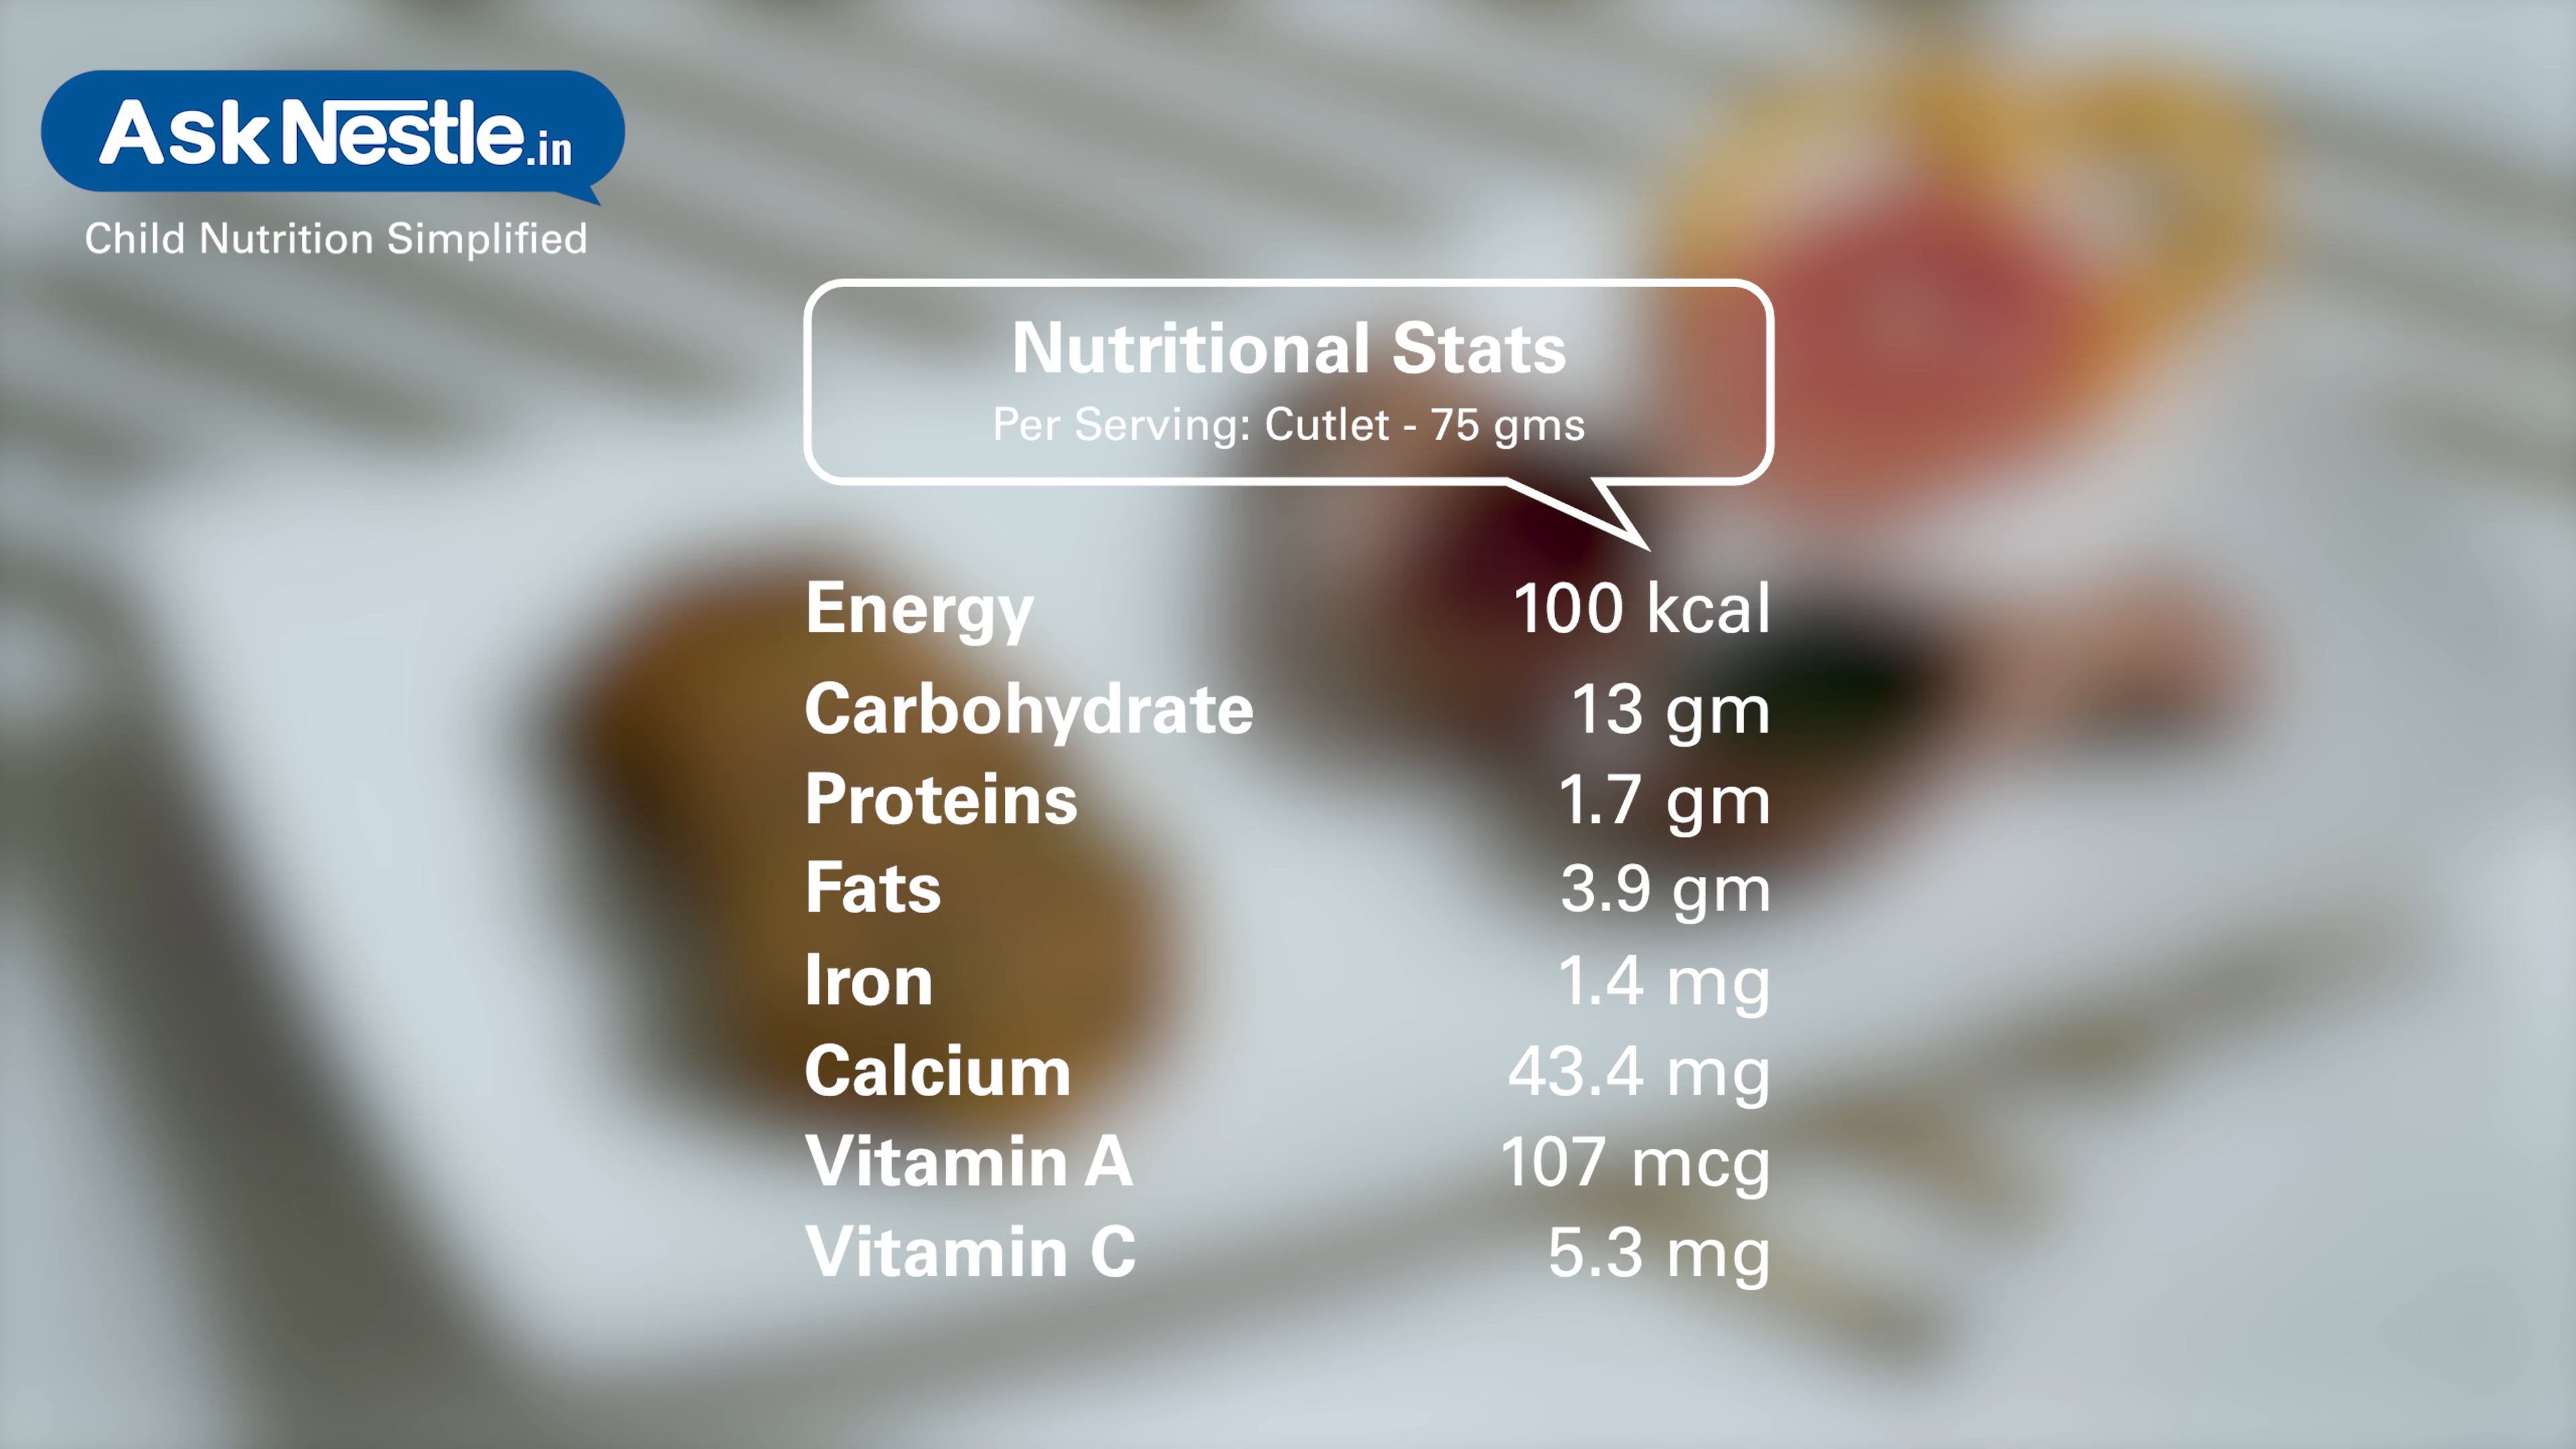 AskNestle.in
Child Nutrition Simplified
Nutritional Stats
Per Serving: Cutlet - 75 gms
Energy 100 kcal
Carbohydrate 13 gm
Proteins 1.7 gm
Fats 3.9 gm
Iron 1.4 mg
Calcium 43.4 mg
Vitamin A 107 mcg
Vitamin C 5.3 mg